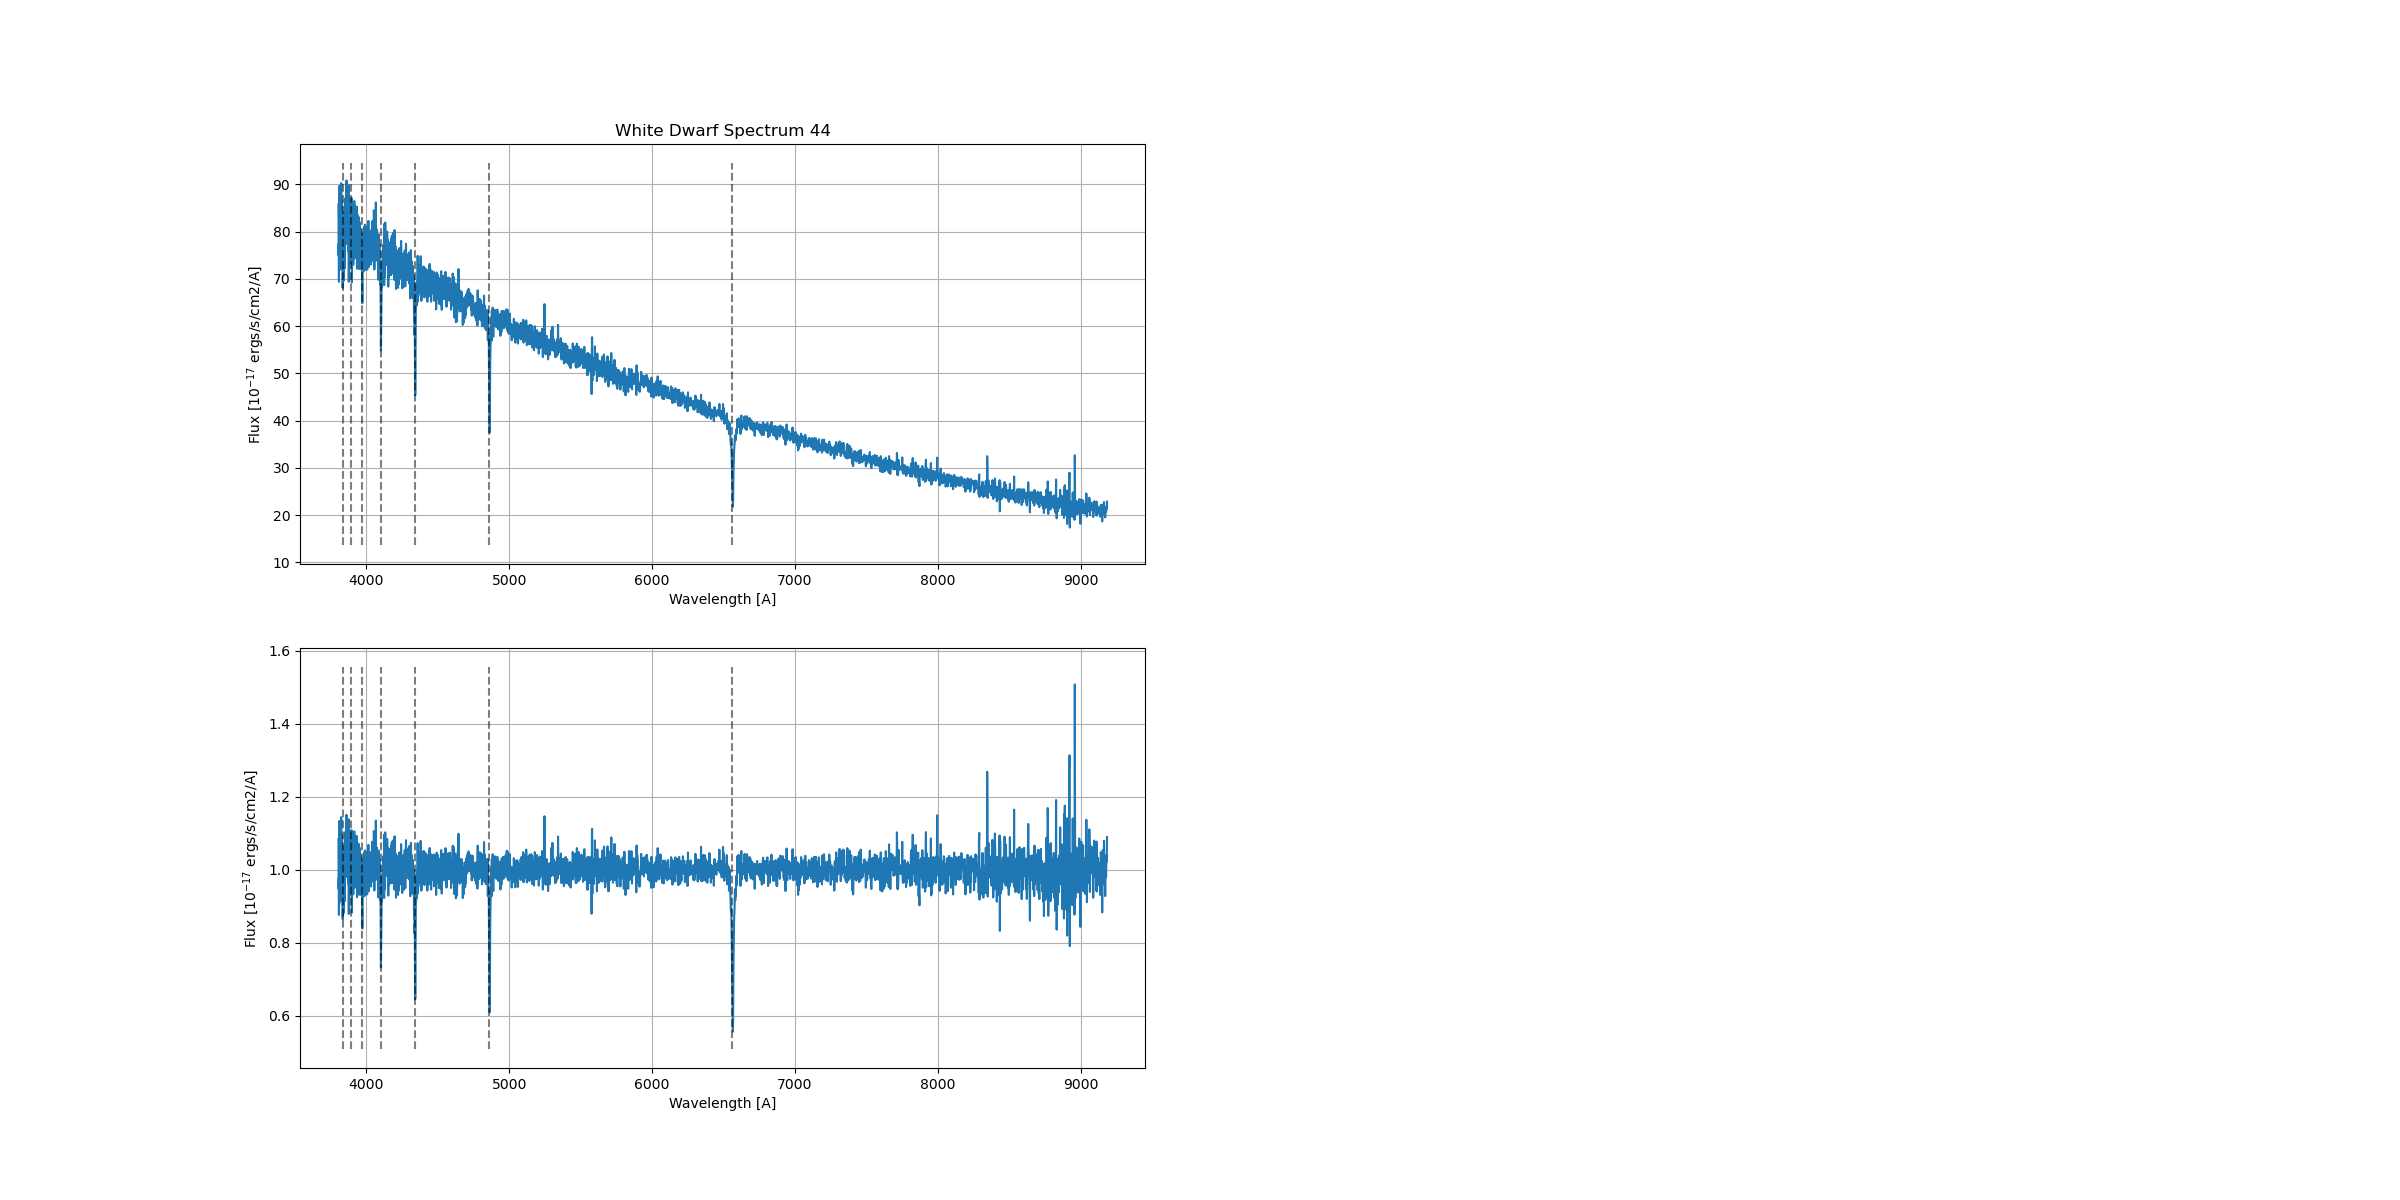 White Dwarf Spectrum 44
Flux [10⁻¹⁷ ergs/s/cm2/A]
90
80
70
60
50
40
30
20
10
4000 5000 6000 7000 8000 9000
Wavelength [A]
Flux [10⁻¹⁷ ergs/s/cm2/A]
1.6
1.4
1.2
1.0
0.8
0.6
4000 5000 6000 7000 8000 9000
Wavelength [A]